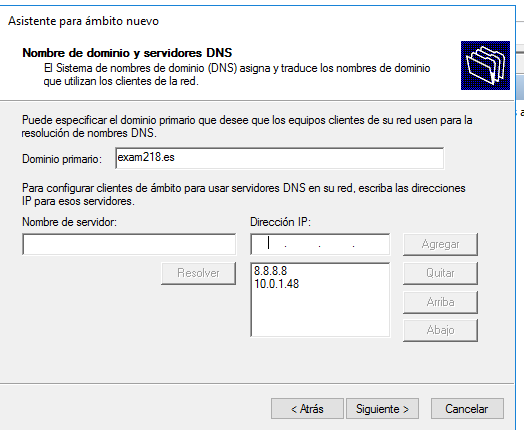 Asistente para ámbito nuevo
Nombre de dominio y servidores DNS
El Sistema de nombres de dominio (DNS) asigna y traduce los nombres de dominio
que utilizan los clientes de la red.
Puede especificar el dominio primario que desee que los equipos clientes de su red usen para la
resolución de nombres DNS.
Dominio primario:
exam218.es
Para configurar clientes de ámbito para usar servidores DNS en su red, escriba las direcciones
IP para esos servidores.
Nombre de servidor:
Dirección IP:
. . .
Agregar
Resolver
8.8.8.8
10.0.1.48
Quitar
Arriba
Abajo
< Atrás
Siguiente >
Cancelar